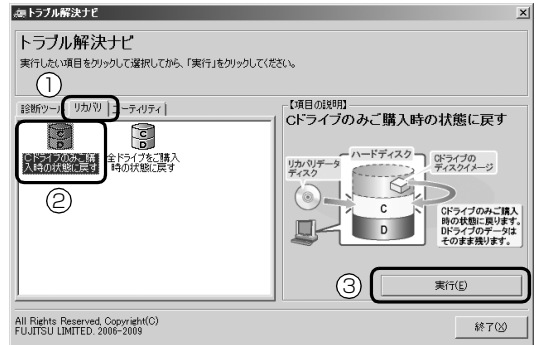 トラブル解決ナビ
トラブル解決ナビ
実行したい項目をクリックして選択してから、「実行」をクリックしてください。
①
診断ツール
リカバリ
ユーティリティ
Cドライブのみご購
入時の状態に戻す
全ドライブをご購入
時の状態に戻す
②
【項目の説明】
Cドライブのみご購入時の状態に戻す
リカバリデータ
ディスク
ハードディスク
Cドライブの
ディスクイメージ
C
D
Cドライブのみご購入
時の状態に戻ります。
Dドライブのデータは
そのまま残ります。
③
実行(E)
All Rights Reserved, Copyright(C)
FUJITSU LIMITED. 2006-2009
終了(X)